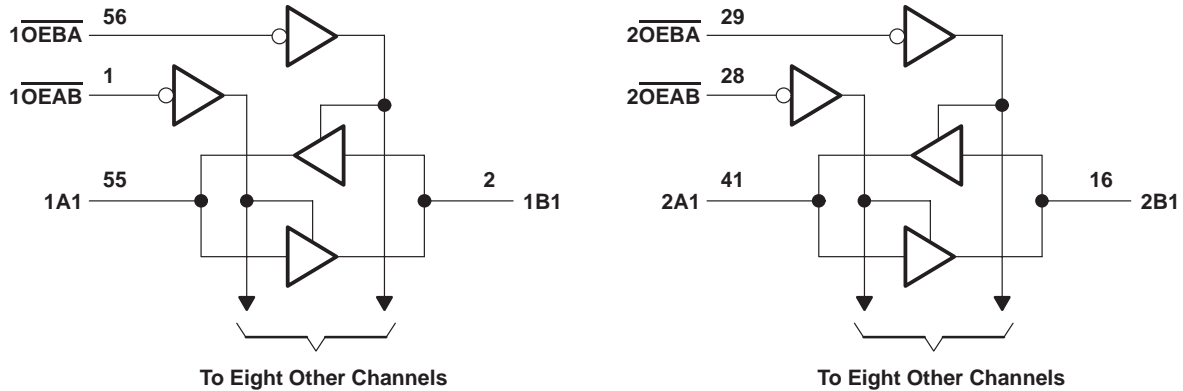 1OEBA 56
1OEAB 1
1A1 55
2 1B1
To Eight Other Channels
2OEBA 29
2OEAB 28
2A1 41
16 2B1
To Eight Other Channels